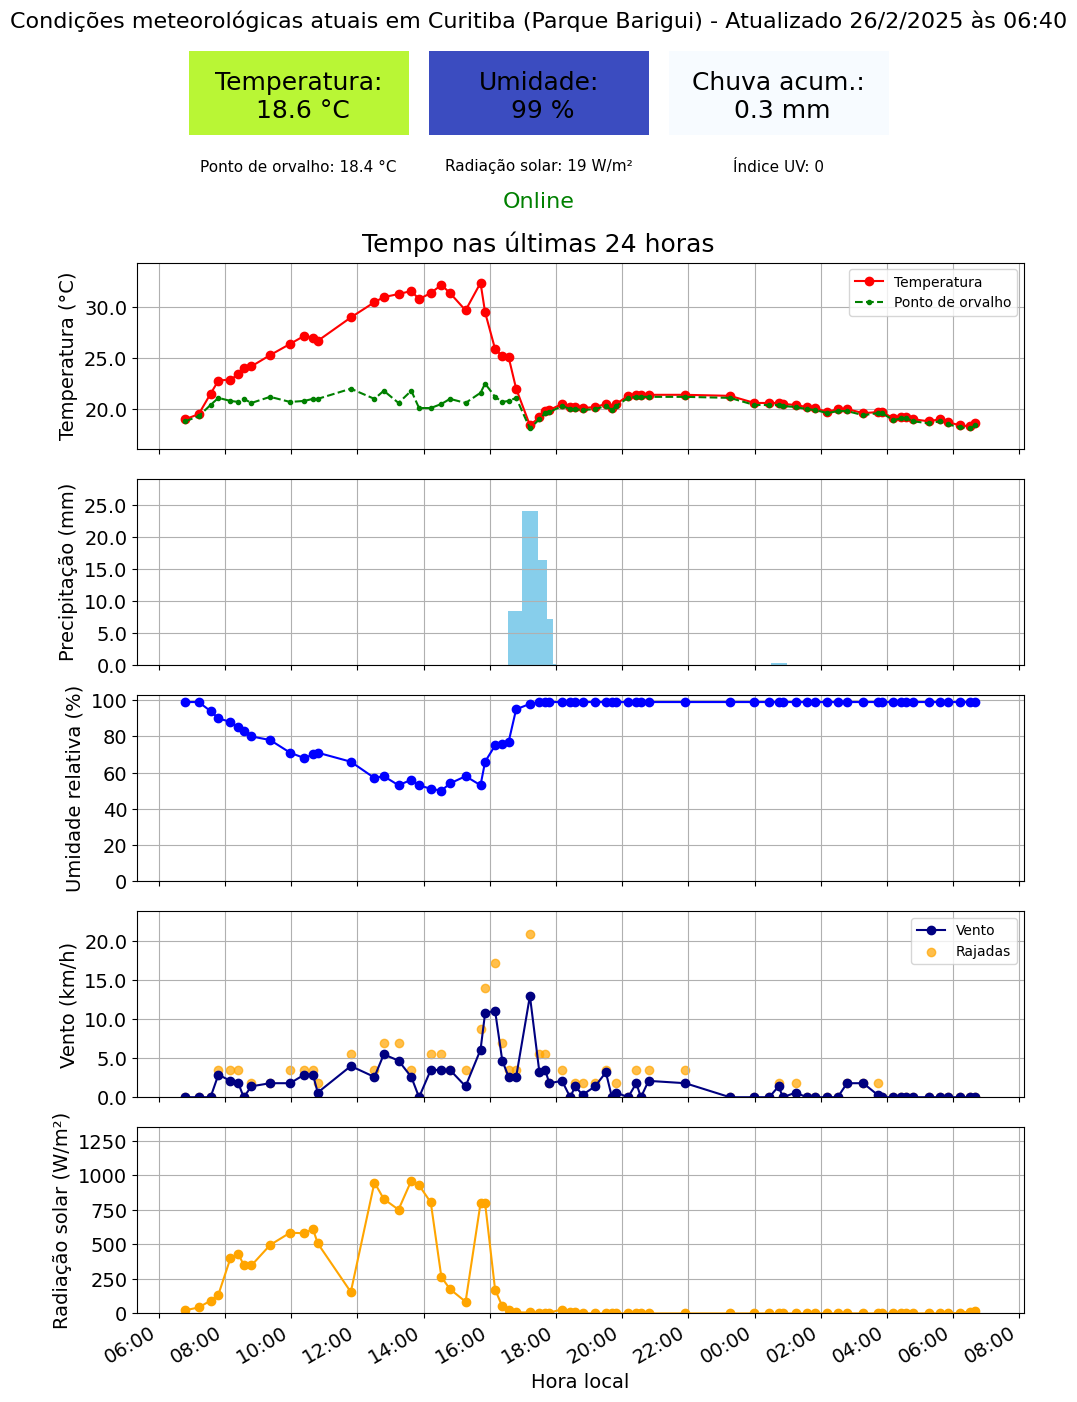 Condições meteorológicas atuais em Curitiba (Parque Barigui) - Atualizado 26/2/2025 às 06:40
Temperatura:
18.6 °C
Umidade:
99 %
Chuva acum.:
0.3 mm
Ponto de orvalho: 18.4 °C
Radiação solar: 19 W/m²
Índice UV: 0
Online
Tempo nas últimas 24 horas
Temperatura (°C)
30.0
25.0
20.0
Temperatura
Ponto de orvalho
Precipitação (mm)
25.0
20.0
15.0
10.0
5.0
0.0
Umidade relativa (%)
100
80
60
40
20
0
Vento (km/h)
20.0
15.0
10.0
5.0
0.0
Vento
Rajadas
Radiação solar (W/m²)
1250
1000
750
500
250
0
06:00
08:00
10:00
12:00
14:00
16:00
18:00
20:00
22:00
00:00
02:00
04:00
06:00
08:00
Hora local